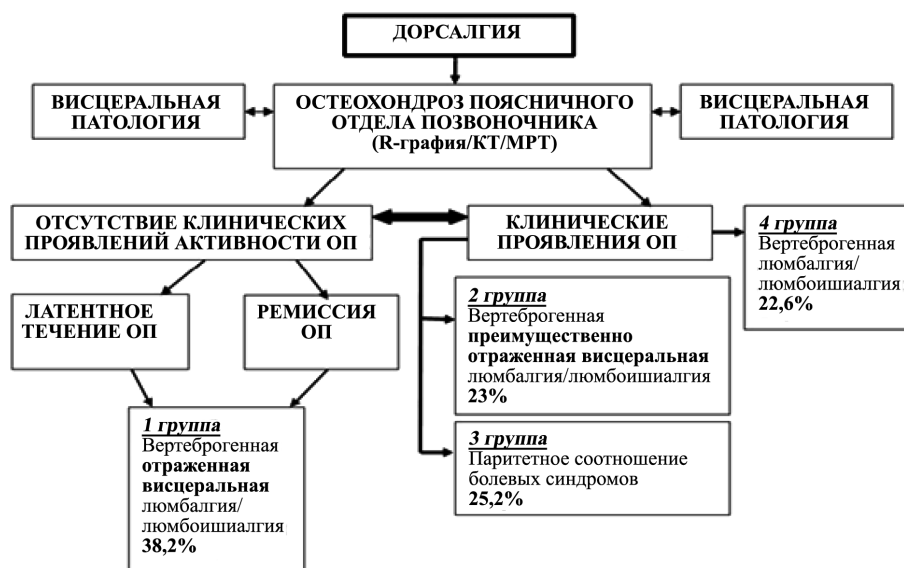 ДОРСАЛГИЯ
ВИСЦЕРАЛЬНАЯ
ПАТОЛОГИЯ
ОСТЕОХОНДРОЗ ПОЯСНИЧНОГО
ОТДЕЛА ПОЗВОНОЧНИКА
(R-графия/КТ/МРТ)
ВИСЦЕРАЛЬНАЯ
ПАТОЛОГИЯ
ОТСУТСТВИЕ КЛИНИЧЕСКИХ
ПРОЯВЛЕНИЙ АКТИВНОСТИ ОП
КЛИНИЧЕСКИЕ
ПРОЯВЛЕНИЯ ОП
4 группа
Вертеброгенная
люмбалгия/
люмбоишиалгия
22,6%
ЛАТЕНТНОЕ
ТЕЧЕНИЕ ОП
РЕМИССИЯ
ОП
2 группа
Вертеброгенная
преимущественно
отраженная висцеральная
люмбалгия/люмбоишиалгия
23%
1 группа
Вертеброгенная
отраженная
висцеральная
люмбалгия/
люмбоишиалгия
38,2%
3 группа
Паритетное соотношение
болевых синдромов
25,2%